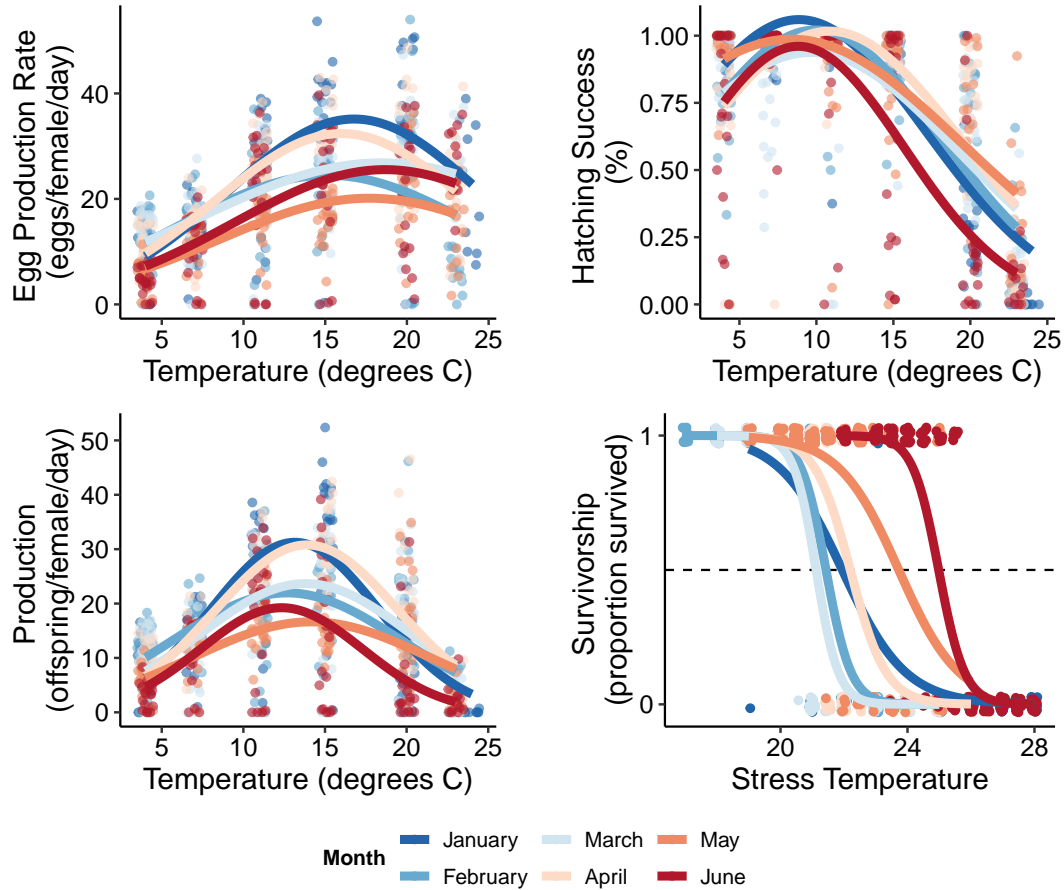 Egg Production Rate
(eggs/female/day)
40
20
0
5
10
15
20
25
Temperature (degrees C)
Hatching Success
(%)
1.00
0.75
0.50
0.25
0.00
5
10
15
20
25
Temperature (degrees C)
Production
(offspring/female/day)
50
40
30
20
10
0
5
10
15
20
25
Temperature (degrees C)
Survivorship
(proportion survived)
1
0
20
24
28
Stress Temperature
Month
January
March
May
February
April
June